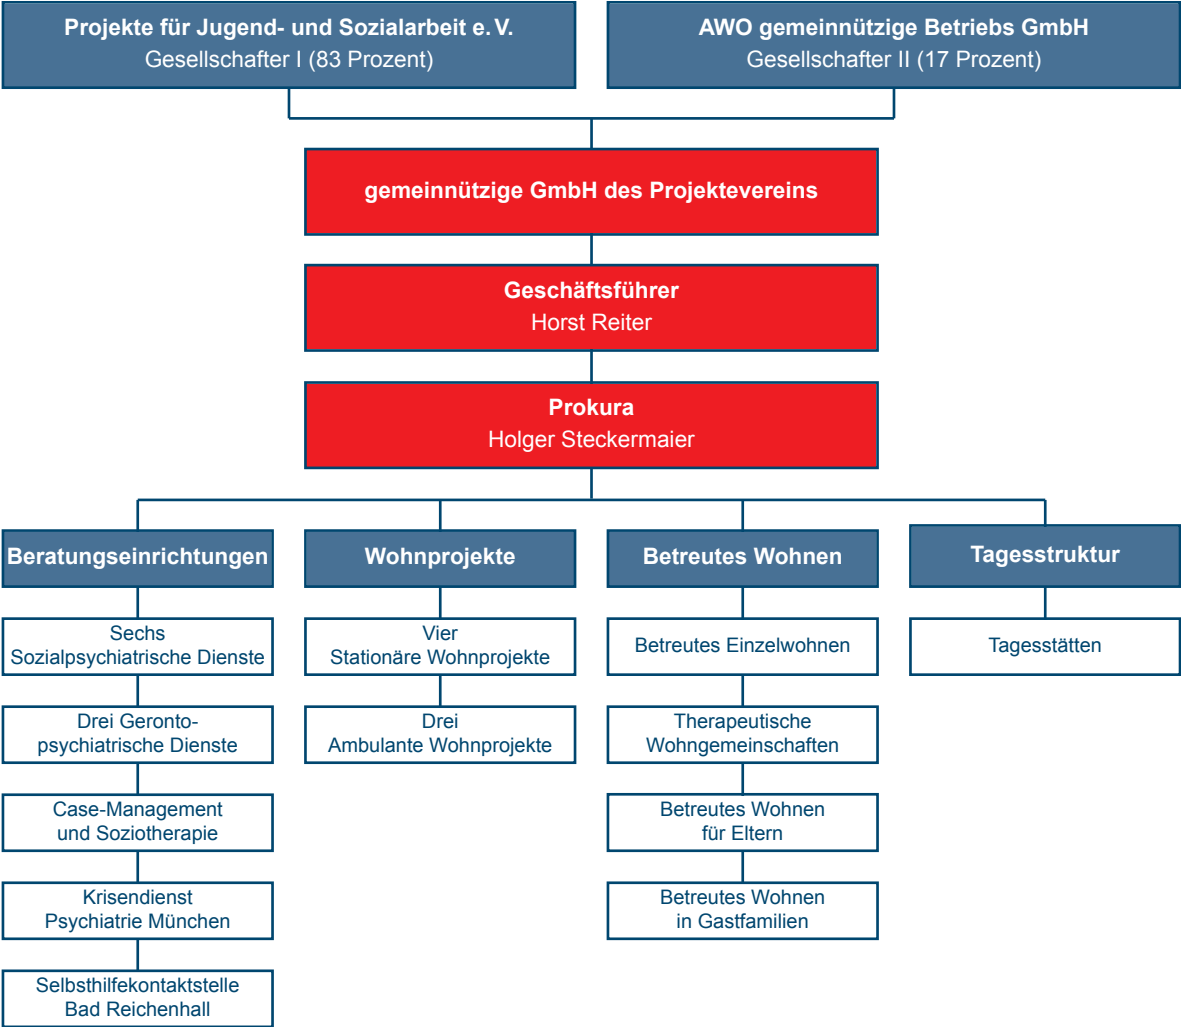 Projekte für Jugend- und Sozialarbeit e. V.
Gesellschafter I (83 Prozent)
AWO gemeinnützige Betriebs GmbH
Gesellschafter II (17 Prozent)
gemeinnützige GmbH des Projektevereins
Geschäftsführer
Horst Reiter
Prokura
Holger Steckermaier
Beratungseinrichtungen
Sechs
Sozialpsychiatrische Dienste
Drei Geronto-
psychiatrische Dienste
Case-Management
und Soziotherapie
Krisendienst
Psychiatrie München
Selbsthilfekontaktstelle
Bad Reichenhall
Wohnprojekte
Vier
Stationäre Wohnprojekte
Drei
Ambulante Wohnprojekte
Betreutes Wohnen
Betreutes Einzelwohnen
Therapeutische
Wohngemeinschaften
Betreutes Wohnen
für Eltern
Betreutes Wohnen
in Gastfamilien
Tagesstruktur
Tagesstätten